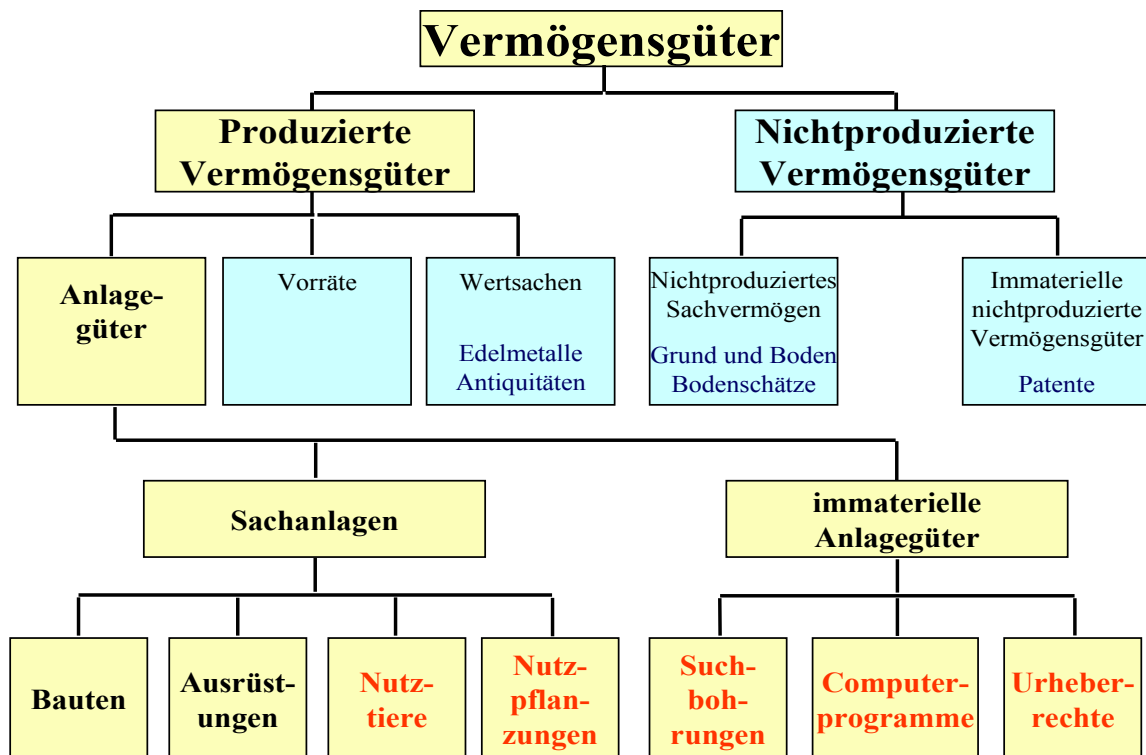 Vermögensgüter
Produzierte
Vermögensgüter
Nichtproduzierte
Vermögensgüter
Anlage-
güter
Vorräte
Wertsachen
Edelmetalle
Antiquitäten
Nichtproduziertes
Sachvermögen
Grund und Boden
Bodenschätze
Immaterielle
nichtproduzierte
Vermögensgüter
Patente
Sachanlagen
immaterielle
Anlagegüter
Bauten
Ausrüst-
ungen
Nutz-
tiere
Nutz-
pflan-
zungen
Such-
boh-
rungen
Computer-
programme
Urheber-
rechte